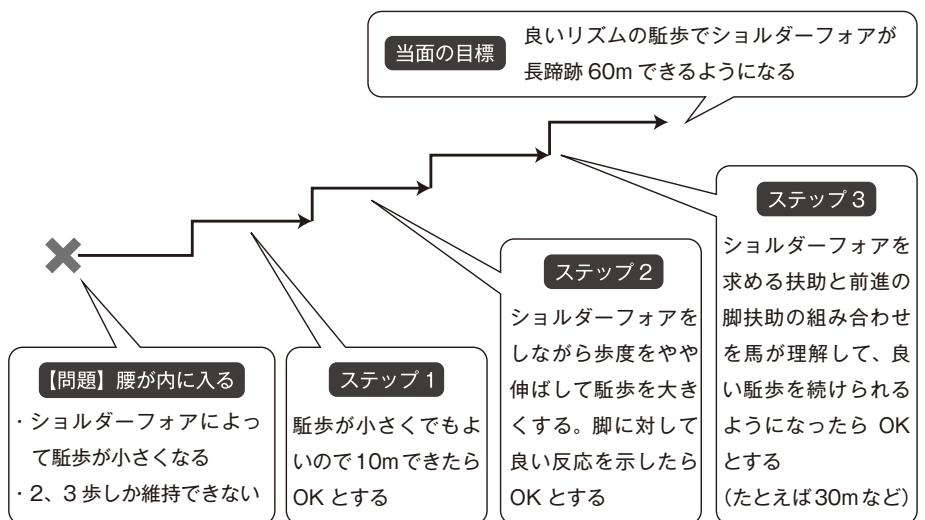 当面の目標
良いリズムの駈歩でショルダーフォアが
長蹄跡 60m できるようになる
【問題】腰が内に入る
・ショルダーフォアによっ
て駈歩が小さくなる
・2、3 歩しか維持できない
ステップ 1
駈歩が小さくでもよ
いので10mできたら
OK とする
ステップ 2
ショルダーフォアを
しながら歩度をやや
伸ばして駈歩を大き
くする。脚に対して
良い反応を示したら
OK とする
ステップ 3
ショルダーフォアを
求める扶助と前進の
脚扶助の組み合わせ
を馬が理解して、良
い駈歩を続けられる
ようになったら OK
とする
(たとえば30mなど)